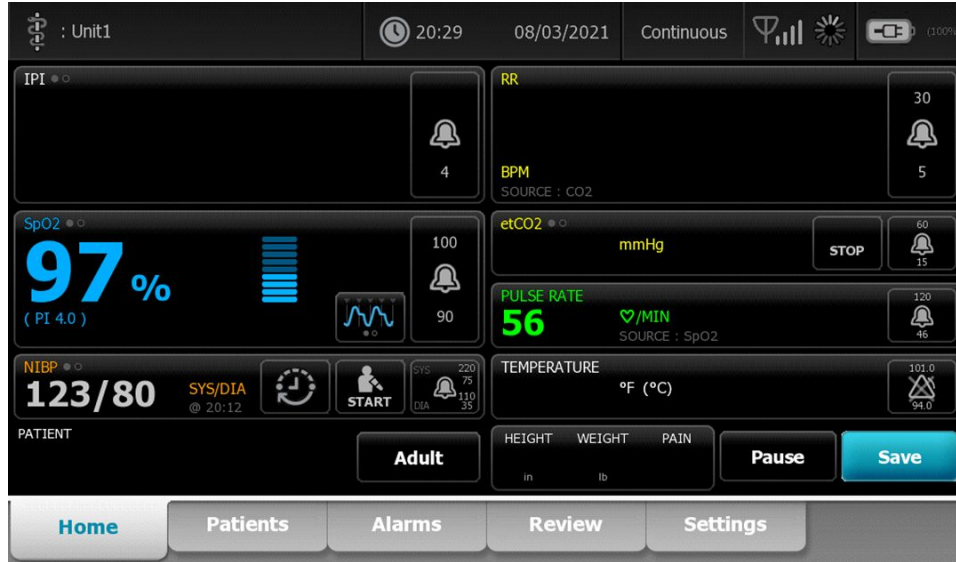 : Unit1
20:29
08/03/2021
Continuous
(100%
IPI
4
RR
BPM
SOURCE : CO2
30
5
SpO2
97 %
( PI 4.0 )
100
90
etCO2
mmHg
STOP
60
15
PULSE RATE
56
♡/MIN
SOURCE : SpO2
120
46
NIBP
123/80
SYS/DIA
@ 20:12
START
SYS 220
75
110
DIA 35
TEMPERATURE
°F (°C)
101.0
94.0
PATIENT
Adult
HEIGHT WEIGHT PAIN
in lb
Pause
Save
Home Patients Alarms Review Settings